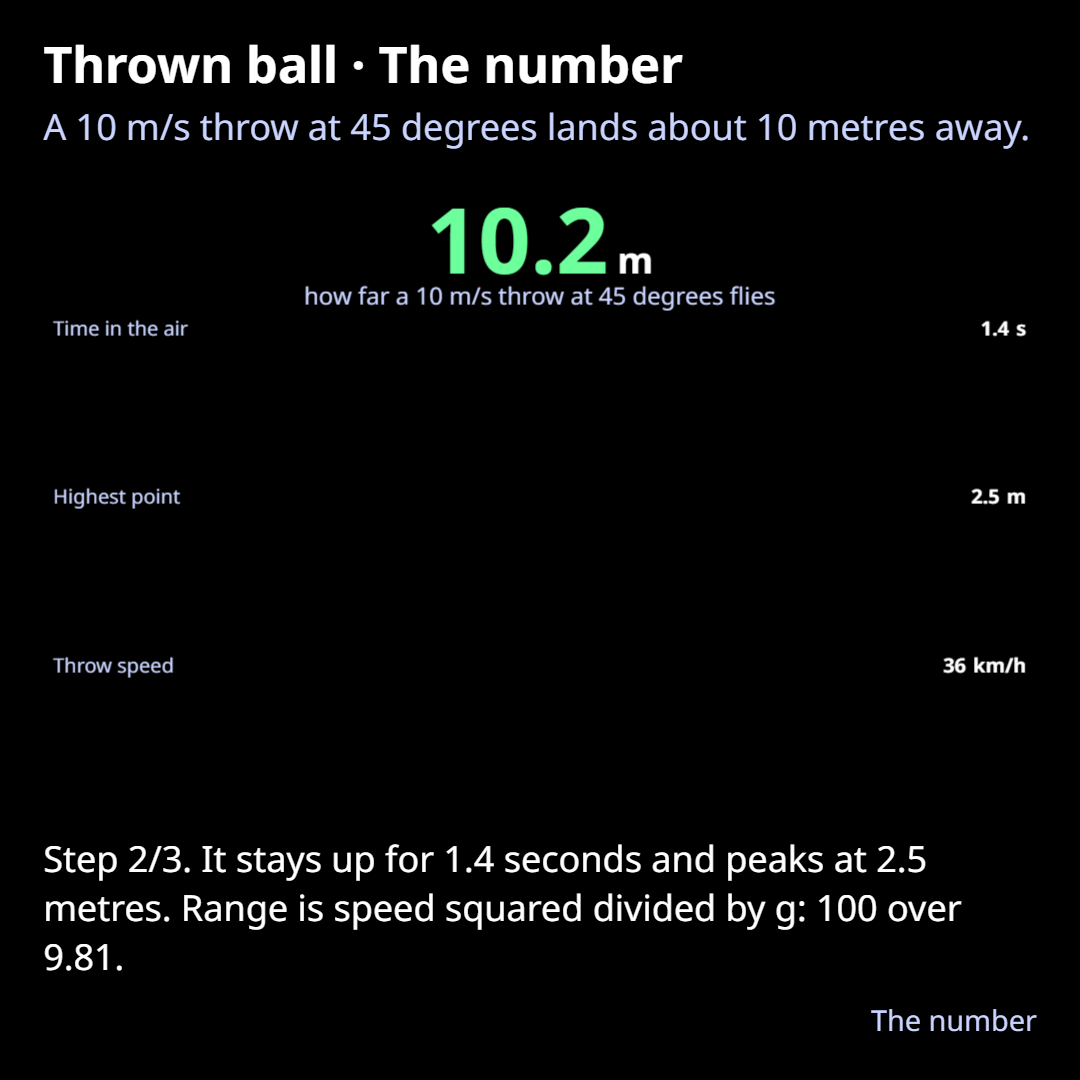 Thrown ball · The number
A 10 m/s throw at 45 degrees lands about 10 metres away.
10.2 m
how far a 10 m/s throw at 45 degrees flies
Time in the air 1.4 s
Highest point 2.5 m
Throw speed 36 km/h
Step 2/3. It stays up for 1.4 seconds and peaks at 2.5
metres. Range is speed squared divided by g: 100 over
9.81.
The number